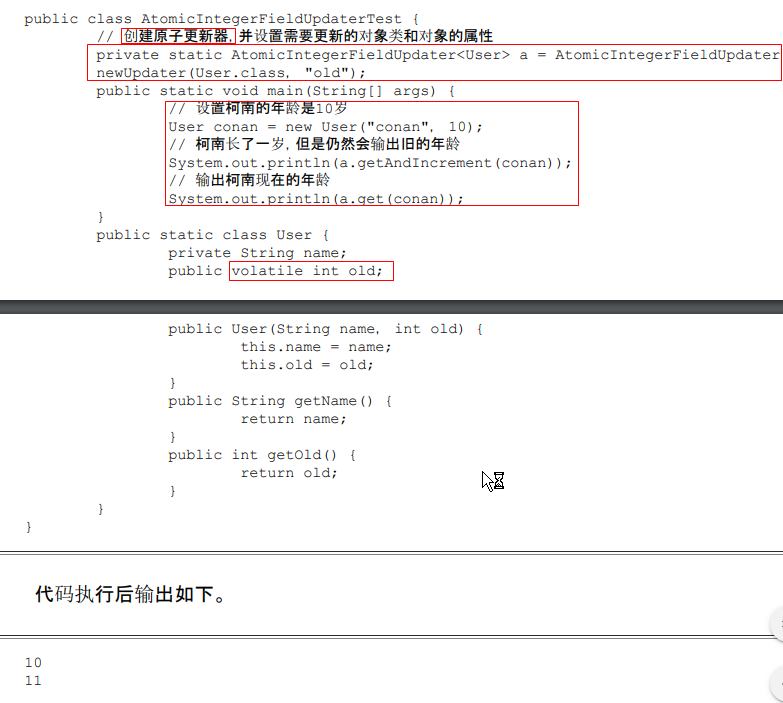 public class AtomicIntegerFieldUpdaterTest {
// 创建原子更新器, 并设置需要更新的对象类和对象的属性
private static AtomicIntegerFieldUpdater<User> a = AtomicIntegerFieldUpdater
newUpdater(User.class, "old");
public static void main(String[] args) {
// 设置柯南的年龄是10岁
User conan = new User("conan", 10);
// 柯南长了一岁, 但是仍然会输出旧的年龄
System.out.println(a.getAndIncrement(conan));
// 输出柯南现在的年龄
System.out.println(a.get(conan));
}
public static class User {
private String name;
public volatile int old;
public User(String name, int old) {
this.name = name;
this.old = old;
}
public String getName() {
return name;
}
public int getOld() {
return old;
}
}
}
代码执行后输出如下。
10
11